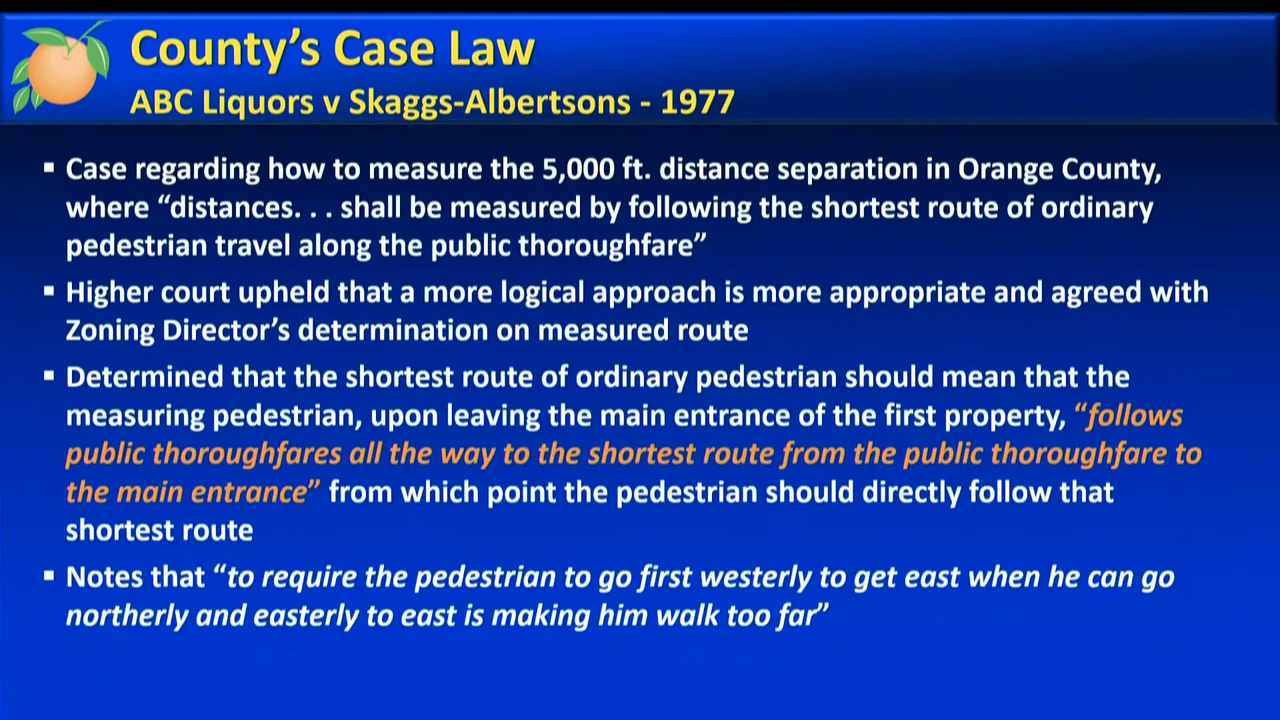 County’s Case Law
ABC Liquors v Skaggs-Albertsons - 1977
▪ Case regarding how to measure the 5,000 ft. distance separation in Orange County,
where “distances. . . shall be measured by following the shortest route of ordinary
pedestrian travel along the public thoroughfare”
▪ Higher court upheld that a more logical approach is more appropriate and agreed with
Zoning Director’s determination on measured route
▪ Determined that the shortest route of ordinary pedestrian should mean that the
measuring pedestrian, upon leaving the main entrance of the first property, “follows
public thoroughfares all the way to the shortest route from the public thoroughfare to
the main entrance” from which point the pedestrian should directly follow that
shortest route
▪ Notes that “to require the pedestrian to go first westerly to get east when he can go
northerly and easterly to east is making him walk too far”